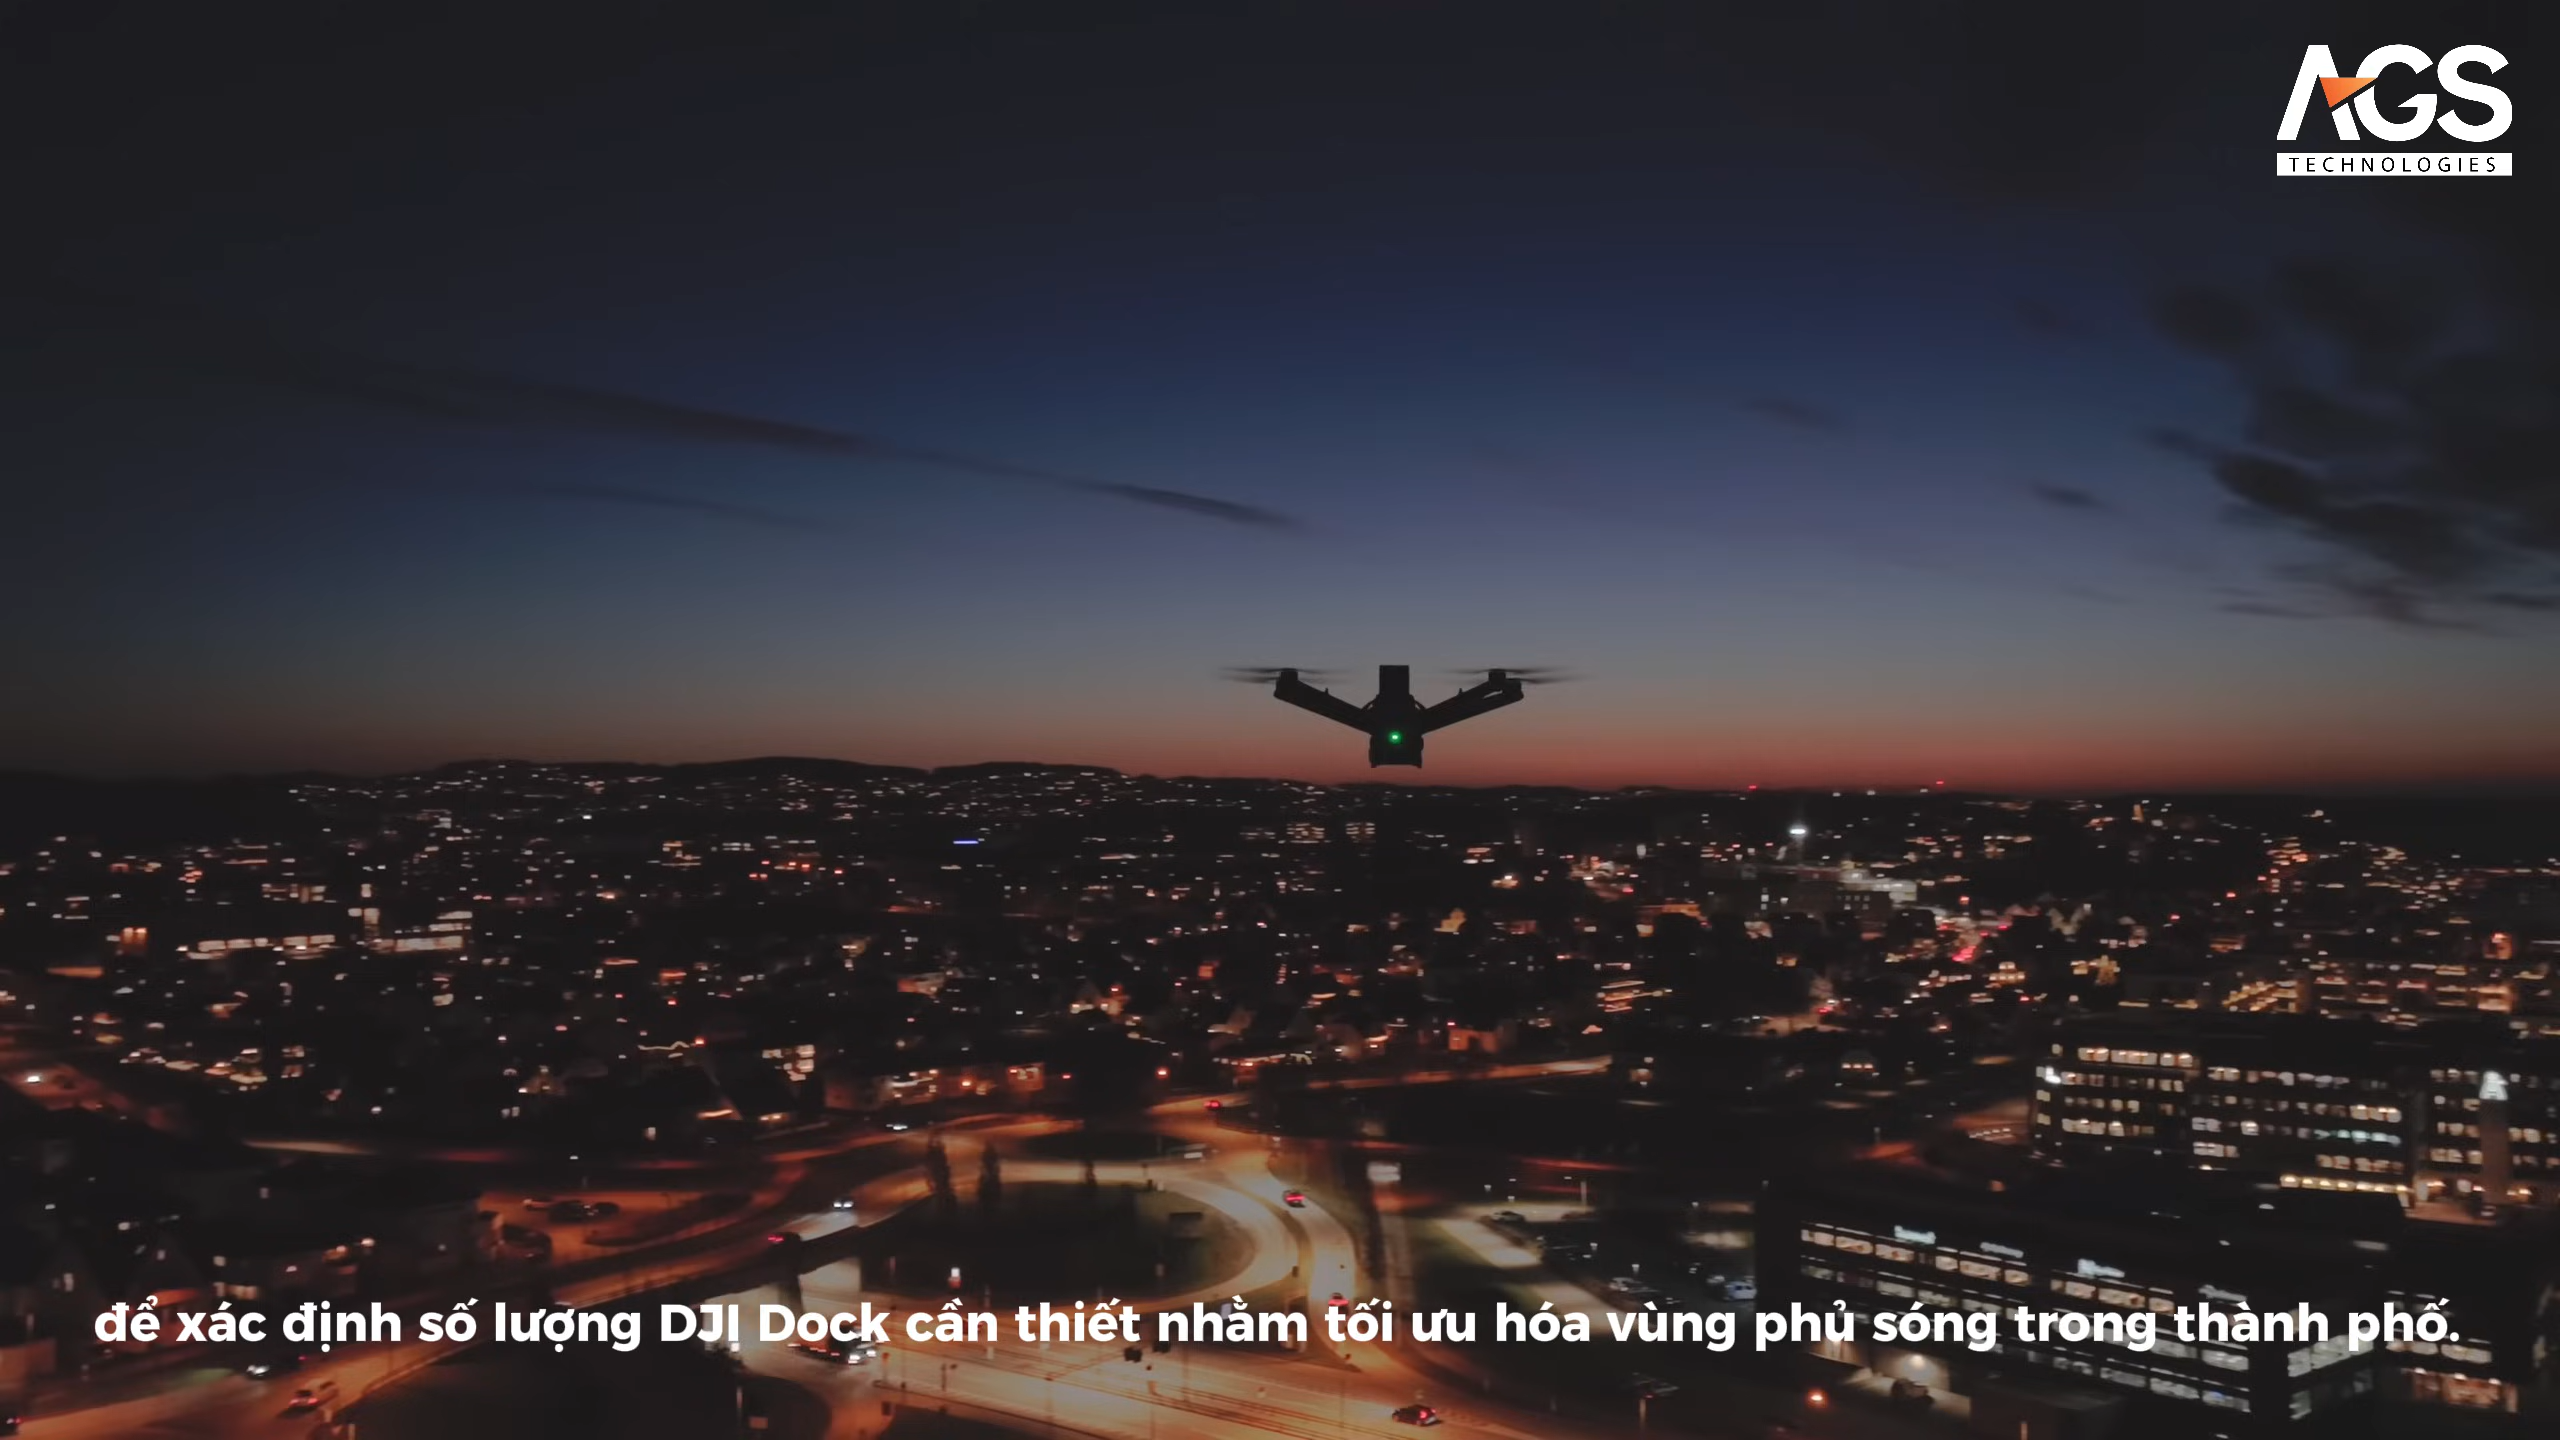 AGS
TECHNOLOGIES
để xác định số lượng DJI Dock cần thiết nhằm tối ưu hóa vùng phủ sóng trong thành phố.